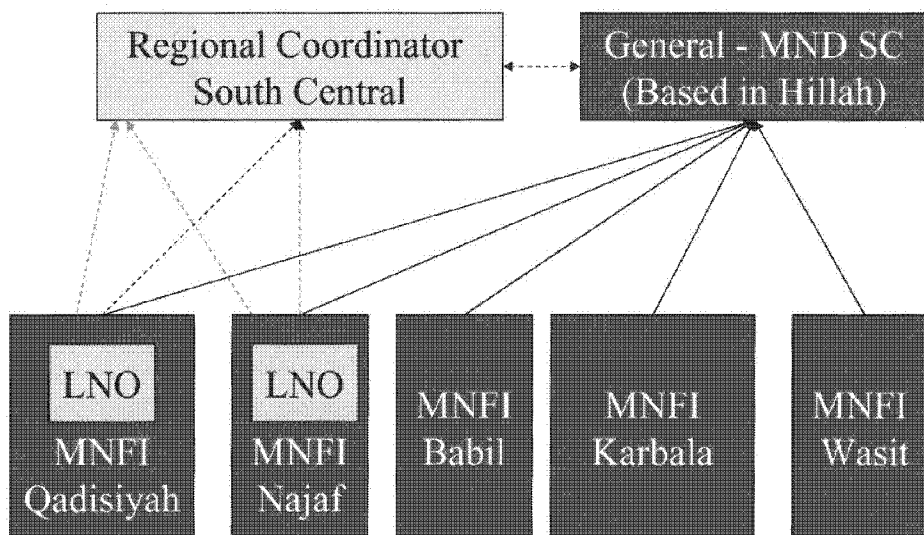 Regional Coordinator
South Central
General - MND SC
(Based in Hillah)
LNO
MNFI
Qadisiyah
LNO
MNFI
Najaf
MNFI
Babil
MNFI
Karbala
MNFI
Wasit